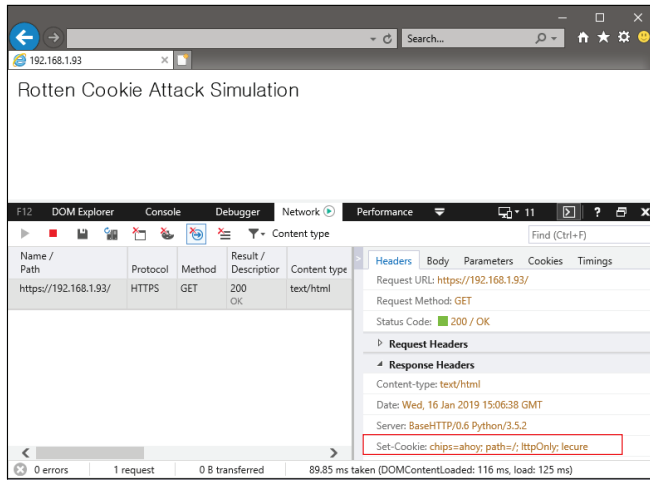 Search...
192.168.1.93
Rotten Cookie Attack Simulation
F12 DOM Explorer Console Debugger Network Performance 11 ?
Content type
Find (Ctrl+F)
Name /
Path
Protocol
Method
Result /
Descriptior
Content type
https://192.168.1.93/
HTTPS
GET
200
OK
text/html
Headers Body Parameters Cookies Timings
Request URL: https://192.168.1.93/
Request Method: GET
Status Code: 200 / OK
Request Headers
Response Headers
Content-type: text/html
Date: Wed, 16 Jan 2019 15:06:38 GMT
Server: BaseHTTP/0.6 Python/3.5.2
Set-Cookie: chips=ahoy; path=/; IttpOnly; lecure
0 errors 1 request 0 B transferred 89.85 ms taken (DOMContentLoaded: 116 ms, load: 125 ms)